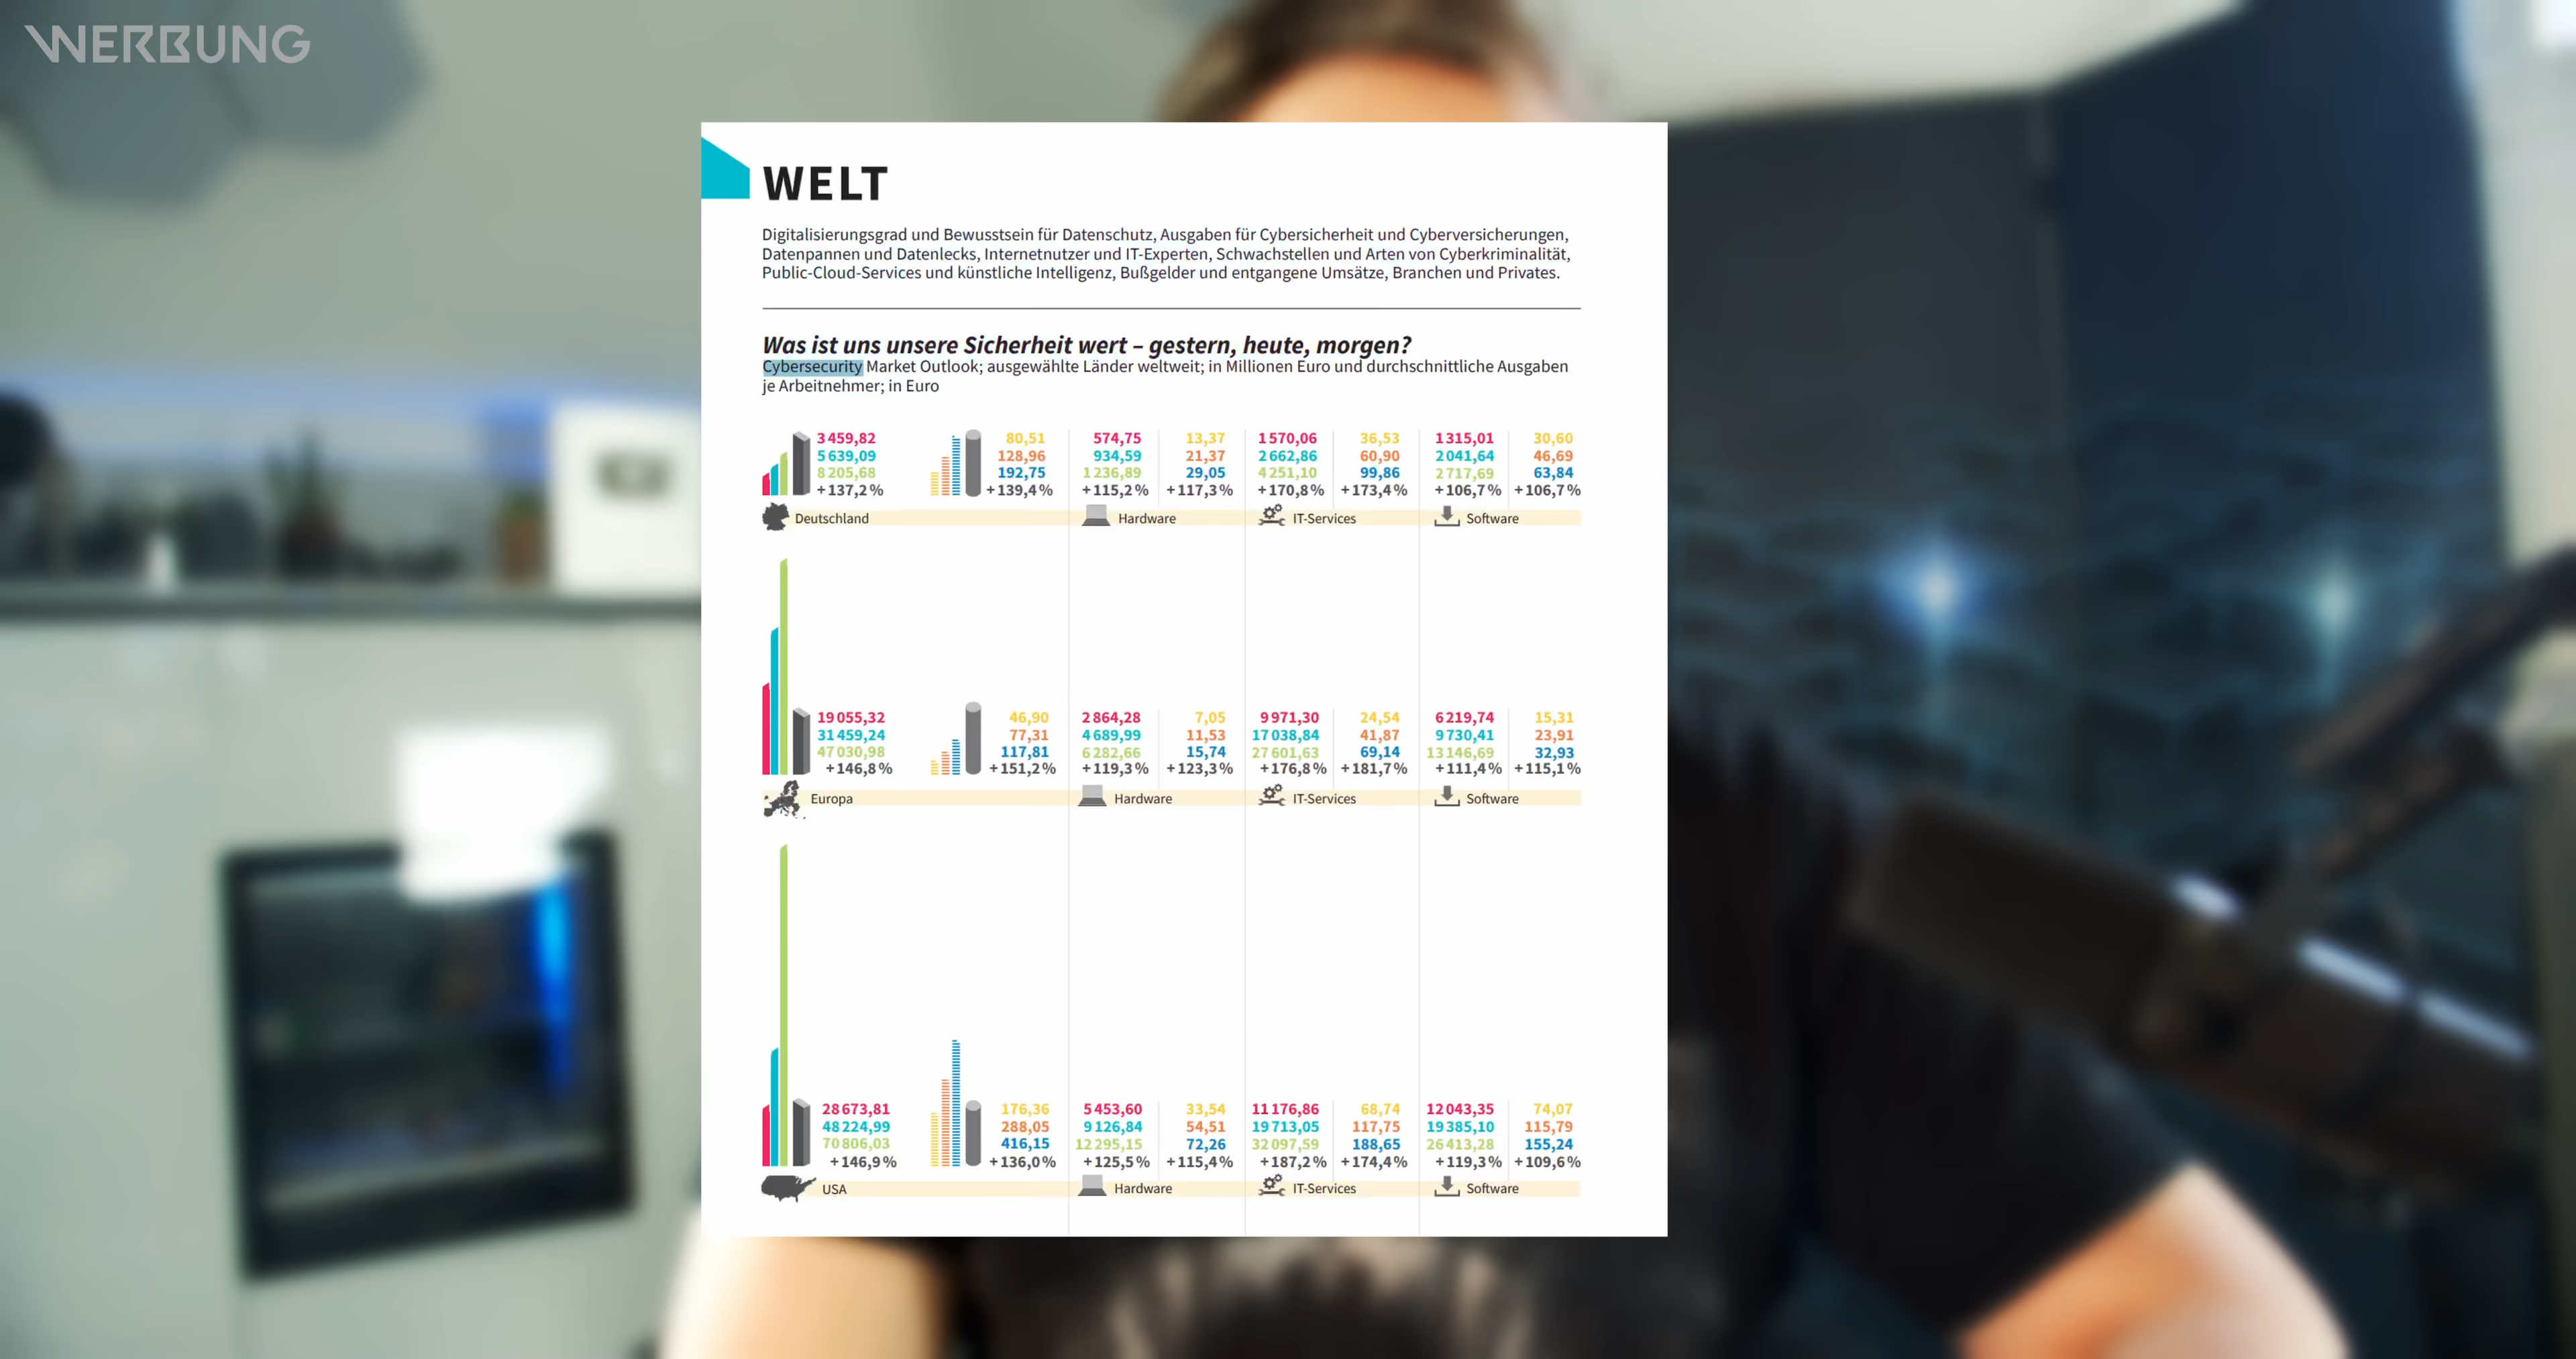 WERBUNG
WELT
Digitalisierungsgrad und Bewusstsein für Datenschutz, Ausgaben für Cybersicherheit und Cyberversicherungen,
Datenpannen und Datenlecks, Internetnutzer und IT-Experten, Schwachstellen und Arten von Cyberkriminalität,
Public-Cloud-Services und künstliche Intelligenz, Bußgelder und entgangene Umsätze, Branchen und Privates.
Was ist uns unsere Sicherheit wert – gestern, heute, morgen?
Cybersecurity Market Outlook; ausgewählte Länder weltweit; in Millionen Euro und durchschnittliche Ausgaben
je Arbeitnehmer; in Euro
3 459,82 80,51 574,75 13,37 1 570,06 36,53 1 315,01 30,60
5 639,09 128,96 934,59 21,37 2 662,86 60,90 2 041,64 46,69
8 205,68 192,75 1 236,89 29,05 4 251,10 99,86 2 717,69 63,84
+137,2% +139,4% +115,2% +117,3% +170,8% +173,4% +106,7% +106,7%
Deutschland Hardware IT-Services Software
19 055,32 46,90 2 864,28 7,05 9 971,30 24,54 6 219,74 15,31
31 459,24 77,31 4 689,99 11,53 17 038,84 41,87 9 730,41 23,91
47 030,98 117,81 6 282,66 15,74 27 601,63 69,14 13 146,69 32,93
+146,8% +151,2% +119,3% +123,3% +176,8% +181,7% +111,4% +115,1%
Europa Hardware IT-Services Software
28 673,81 176,36 5 453,60 33,54 11 176,86 68,74 12 043,35 74,07
48 224,99 288,05 9 126,84 54,51 19 713,05 117,75 19 385,10 115,79
70 806,03 416,15 12 295,15 72,26 32 097,59 188,65 26 413,28 155,24
+146,9% +136,0% +125,5% +115,4% +187,2% +174,4% +119,3% +109,6%
USA Hardware IT-Services Software